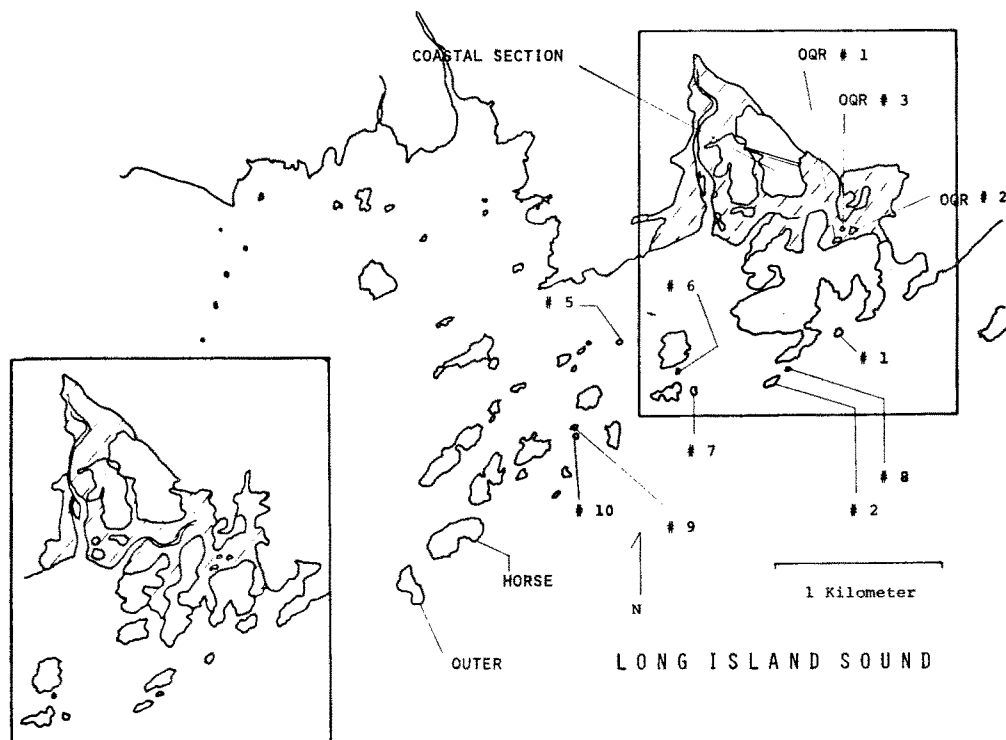 COASTAL SECTION
OQR # 1
OQR # 3
OQR # 2
# 6
# 5
# 1
# 7
# 8
# 10
# 9
# 2
HORSE
1 Kilometer
N
OUTER
LONG ISLAND SOUND